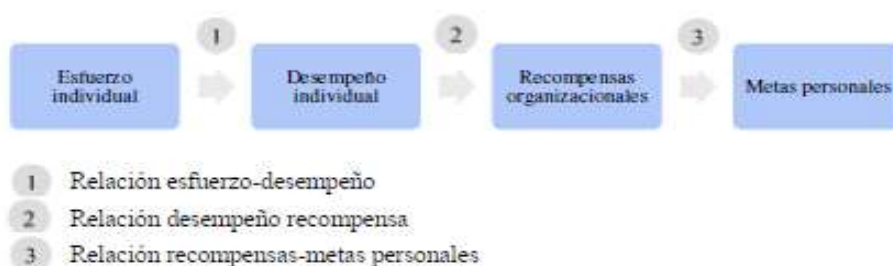 1
2
3
Esfuerzo
individual
Desempeño
individual
Recompensas
organizacionales
Metas personales
1 Relación esfuerzo-desempeño
2 Relación desempeño recompensa
3 Relación recompensas-metas personales